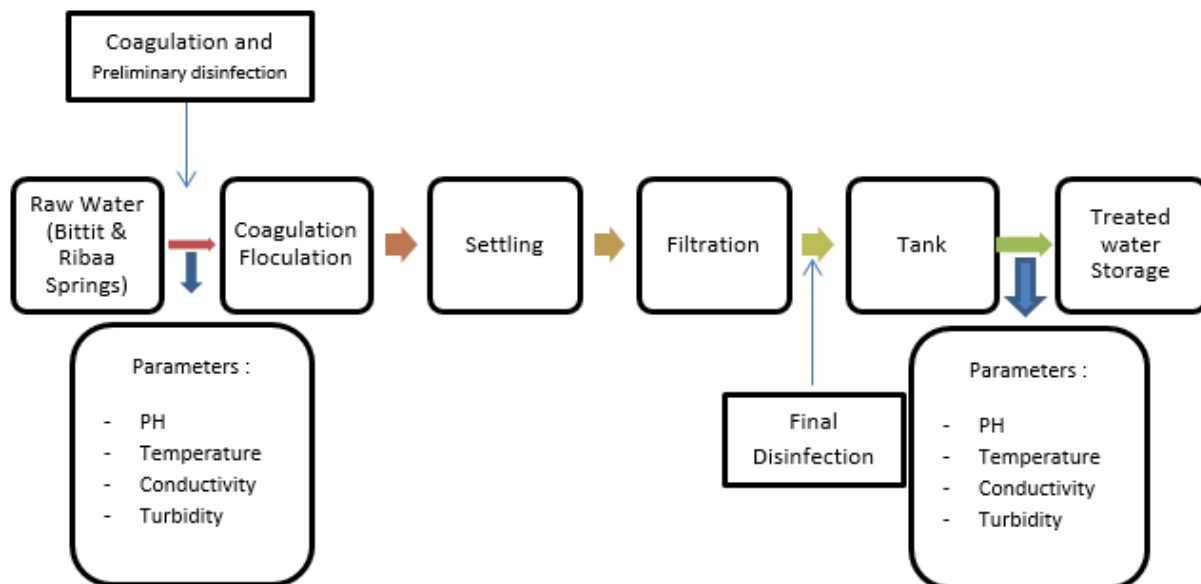 Coagulation and
Preliminary disinfection
Raw Water
(Bittit &
Ribaa
Springs)
Coagulation
Floculation
Settling
Filtration
Tank
Treated
water
Storage
Parameters :
- PH
- Temperature
- Conductivity
- Turbidity
Final
Disinfection
Parameters :
- PH
- Temperature
- Conductivity
- Turbidity